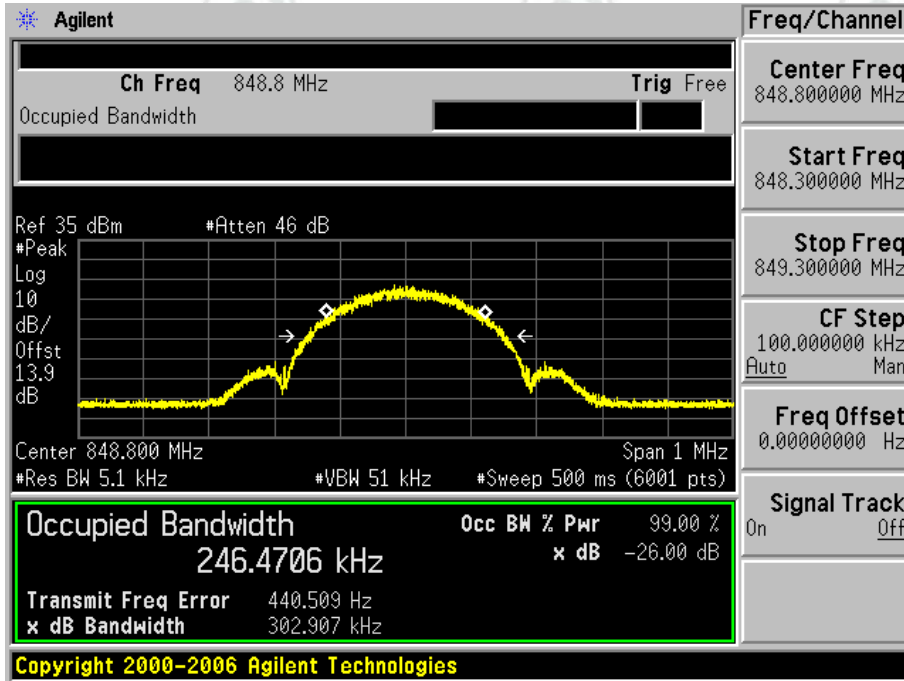 Agilent
Freq/Channel
Ch Freq 848.8 MHz Trig Free
Occupied Bandwidth
Center Freq
848.800000 MHz
Start Freq
848.300000 MHz
Stop Freq
849.300000 MHz
CF Step
100.000000 kHz
Auto Man
Freq Offset
0.00000000 Hz
Signal Track
On Off
Ref 35 dBm #Atten 46 dB
#Peak
Log
10
dB/
Offst
13.9
dB
Center 848.800 MHz Span 1 MHz
#Res BW 5.1 kHz #VBW 51 kHz #Sweep 500 ms (6001 pts)
Occupied Bandwidth
246.4706 kHz
Occ BW % Pwr 99.00 %
x dB -26.00 dB
Transmit Freq Error 440.509 Hz
x dB Bandwidth 302.907 kHz
Copyright 2000-2006 Agilent Technologies